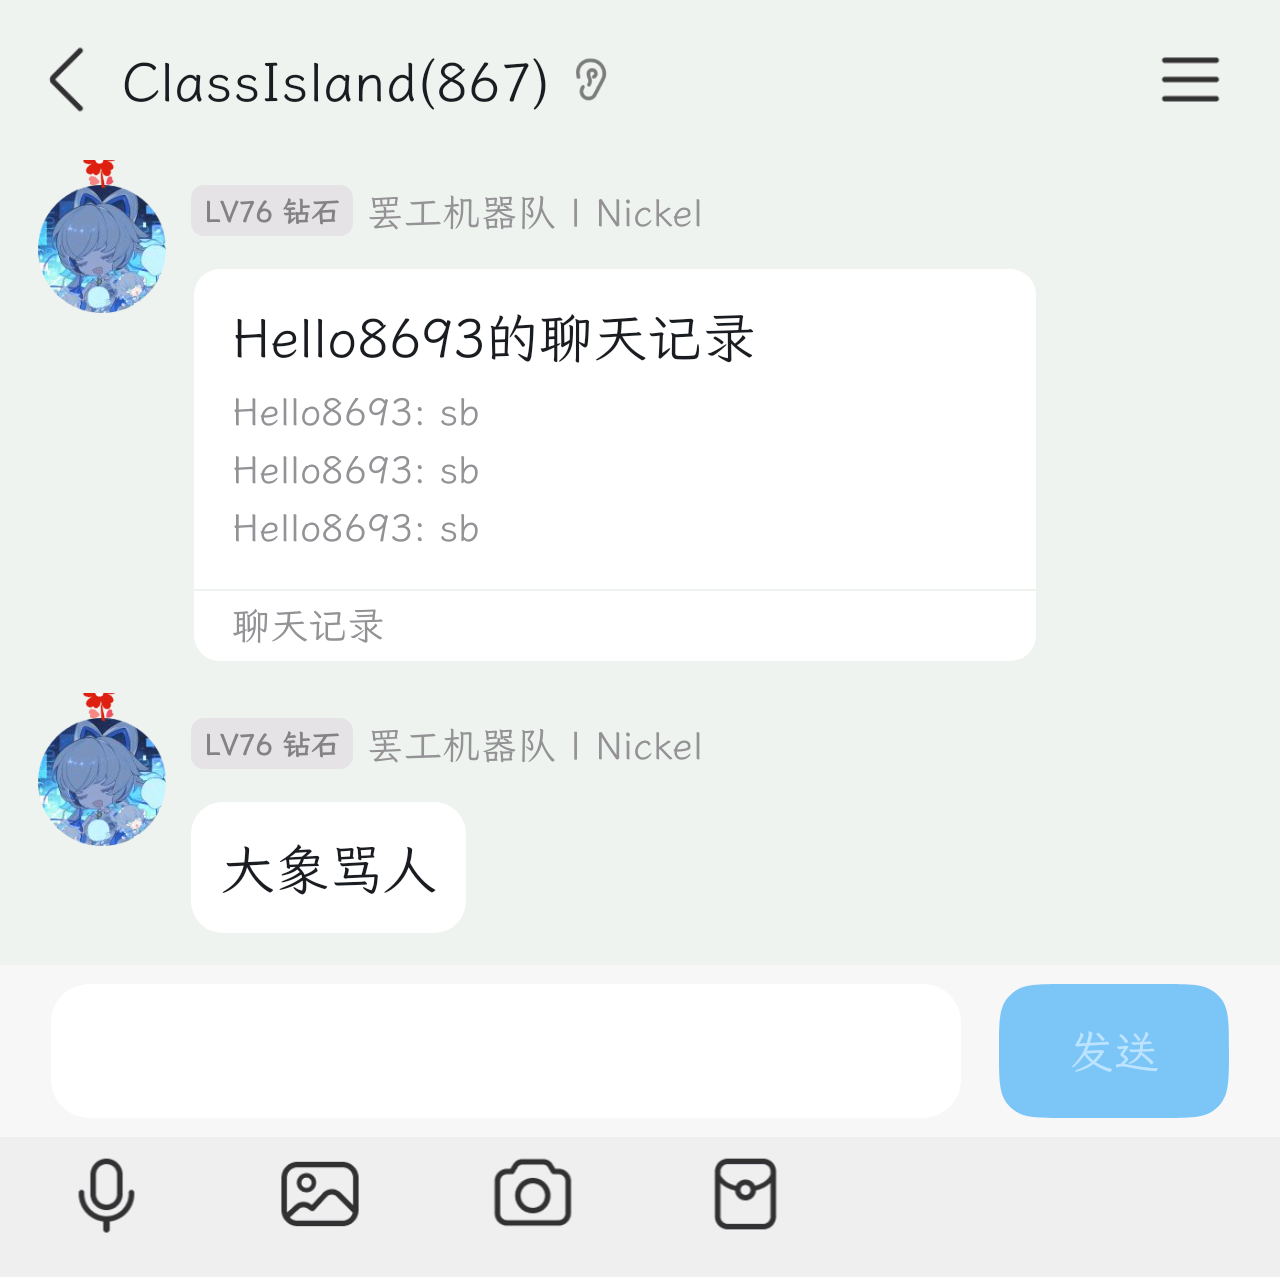 ClassIsland(867)
LV76 钻石 罢工机器队 | Nickel
Hello8693的聊天记录
Hello8693: sb
Hello8693: sb
Hello8693: sb
聊天记录
LV76 钻石 罢工机器队 | Nickel
大象骂人
发送